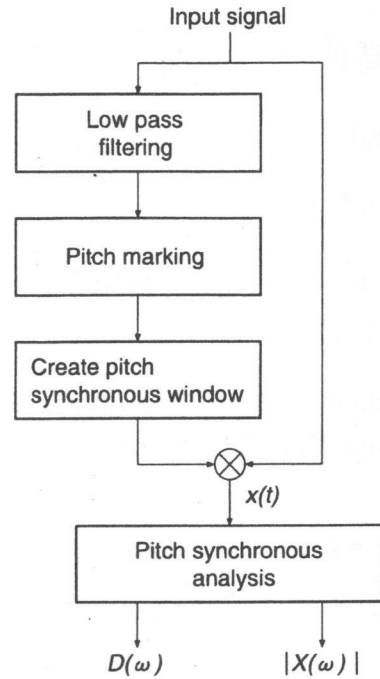 Input signal
Low pass
filtering
Pitch marking
Create pitch
synchronous window
x(t)
Pitch synchronous
analysis
D(ω)
|X(ω)|